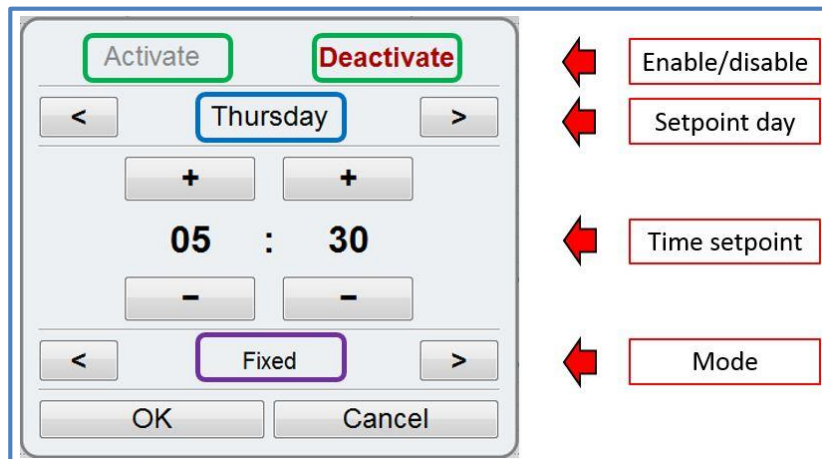 Activate Deactivate Enable/disable
< Thursday > Setpoint day
+ +
05 : 30 Time setpoint
- -
< Fixed > Mode
OK Cancel